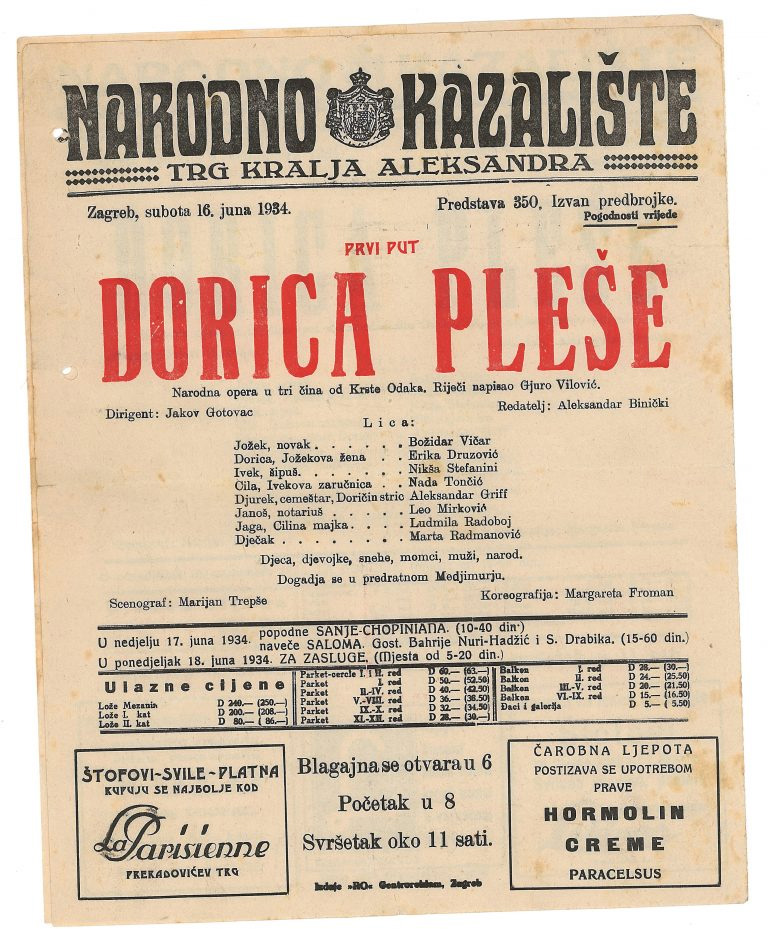 NARODNO KAZALIŠTE
TRG KRALJA ALEKSANDRA
Zagreb, subota 16. juna 1934.
Predstava 350. Izvan predbrojke.
Pogodnosti vrijede
PRVI PUT
DORICA PLEŠE
Narodna opera u tri čina od Krste Odaka. Riječi napisao Gjuro Vilović.
Dirigent: Jakov Gotovac
Redatelj: Aleksandar Binički
Lica:
Jožek, novak . . . . . . Božidar Vičar
Dorica, Jožekova žena . . Erika Druzović
Ivek, šipuš. . . . . . . Nikša Stefanini
Cila, Ivekova zaručnica . . Nada Tončić
Djurek, cemeštar, Doričin stric Aleksandar Griff
Janoš, notariuš . . . . . Leo Mirković
Jaga, Cilina majka. . . . Ludmila Radoboj
Dječak . . . . . . . . Marta Radmanović
Djeca, djevojke, snehe, momci, muži, narod.
Dogadja se u predratnom Medjimurju.
Scenograf: Marijan Trepše
Koreografija: Margareta Froman
U nedjelju 17. juna 1934. popodne SANJE-CHOPINIANA. (10-40 din)
naveče SALOMA. Gost. Bahrije Nuri-Hadžić i S. Drabika. (15-60 din.)
U ponedjeljak 18. juna 1934. ZA ZASLUGE. (Mjesta od 5-20 din.)
Ulazne cijene
Lože Mezanin D 240.— (250.—)
Lože I. kat D 200.— (208.—)
Lože II. kat D 80.— ( 86.—)
Parket-cercle I. i II. red D 60.— (63.—)
Parket I. red D 50.— (52.50)
Parket II.-IV. red D 40.— (42.50)
Parket V.-VIII. red D 36.— (38.50)
Parket IX.-X. red D 32.— (34.50)
Parket XI.-XII. red D 28.— (30.—)
Balkon I. red D 28.— (30.—)
Balkon II. red D 24.— (25.50)
Balkon III.-V. red D 20.— (21.50)
Balkon VI.-IX. red D 15.— (16.50)
Đaci i galerija D 5.— ( 5.50)
ŠTOFOVI-SVILE-PLATNA
KUPUJU SE NAJBOLJE KOD
La Parisienne
PRERADOVIĆEV TRG
Blagajna se otvara u 6
Početak u 8
Svršetak oko 11 sati.
Izdaje »RO« Centroreklam, Zagreb
ČAROBNA LJEPOTA
POSTIZAVA SE UPOTREBOM
PRAVE
HORMOLIN
CREME
PARACELSUS